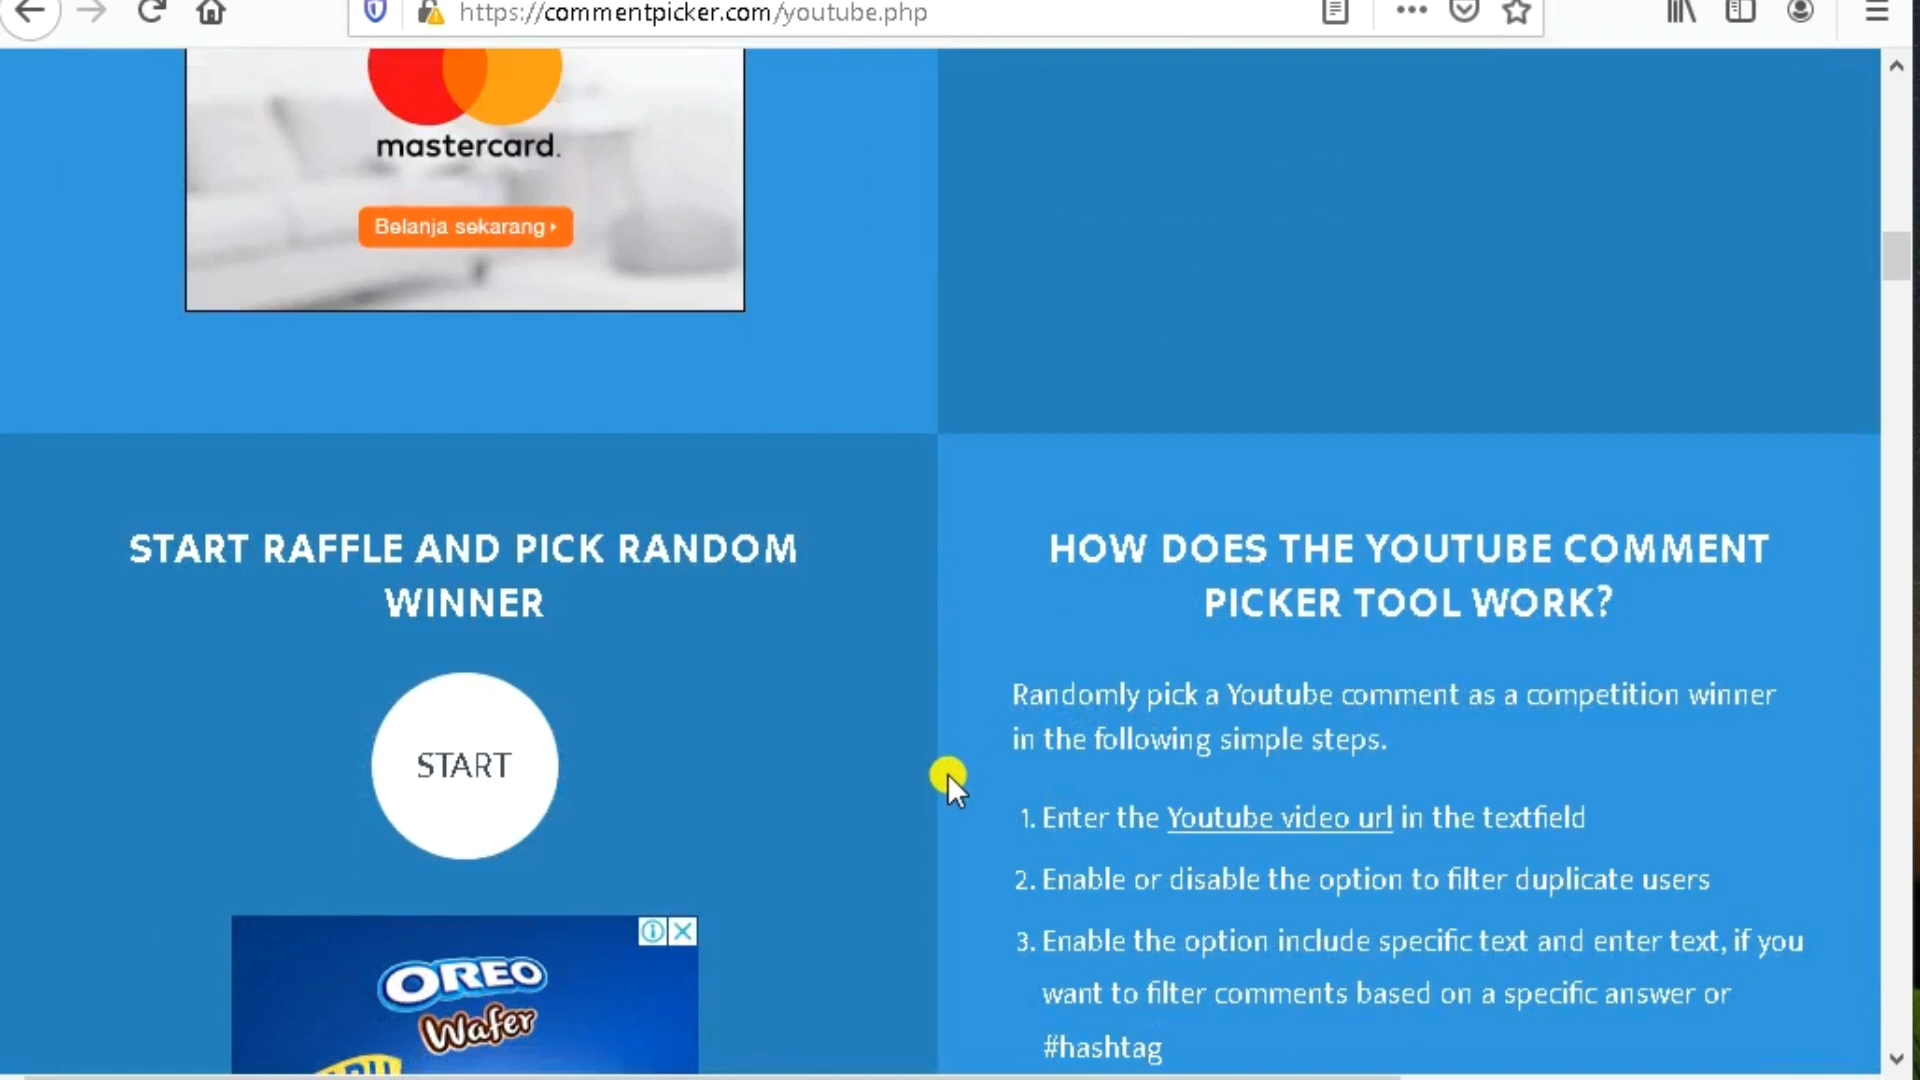 https://commentpicker.com/youtube.php
mastercard.
Belanja sekarang
START RAFFLE AND PICK RANDOM
WINNER
START
OREO
Wafer
HOW DOES THE YOUTUBE COMMENT
PICKER TOOL WORK?
Randomly pick a Youtube comment as a competition winner
in the following simple steps.
1. Enter the Youtube video url in the textfield
2. Enable or disable the option to filter duplicate users
3. Enable the option include specific text and enter text, if you
want to filter comments based on a specific answer or
#hashtag